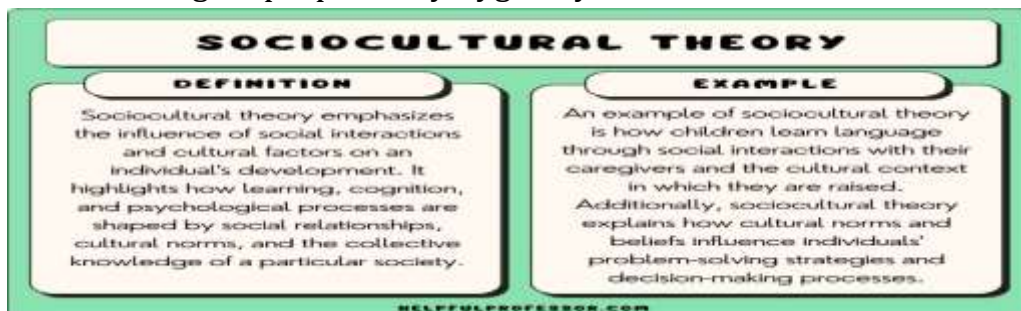 SOCIOCULTURAL THEORY
DEFINITION
Sociocultural theory emphasizes
the influence of social interactions
and cultural factors on an
individual's development. It
highlights how learning, cognition,
and psychological processes are
shaped by social relationships,
cultural norms, and the collective
knowledge of a particular society.
EXAMPLE
An example of sociocultural theory
is how children learn language
through social interactions with their
caregivers and the cultural context
in which they are raised.
Additionally, sociocultural theory
explains how cultural norms and
beliefs influence individuals'
problem-solving strategies and
decision-making processes.
HELPFULPROFESSOR.COM